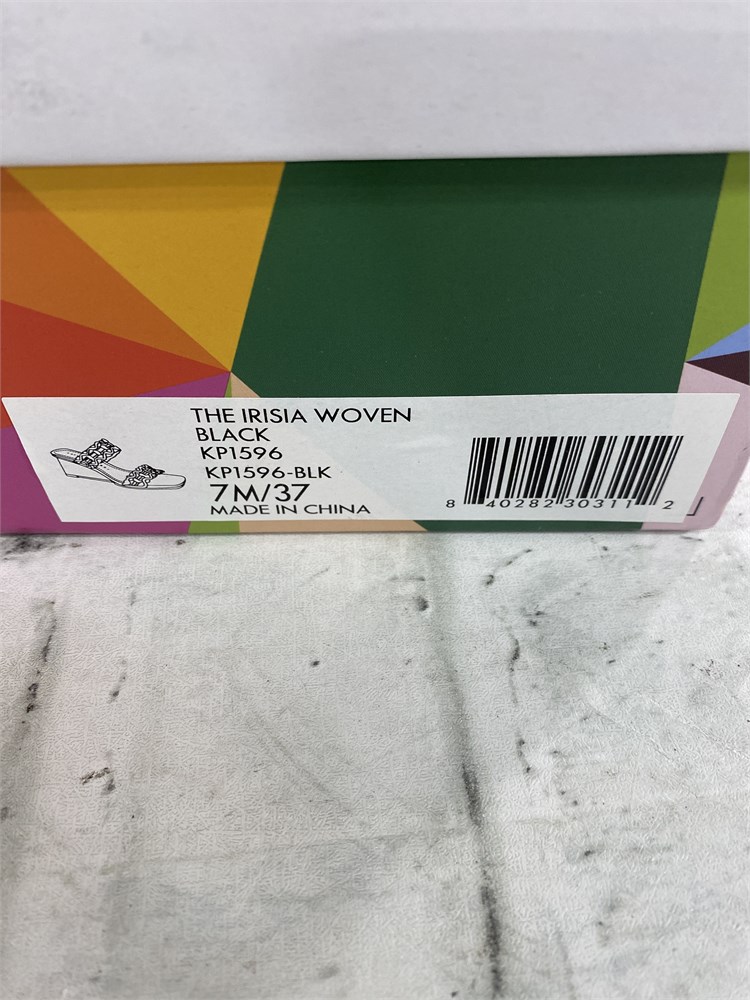 THE IRISIA WOVEN
BLACK
KP1596
KP1596-BLK
7M/37
MADE IN CHINA
8 40282 30311 2